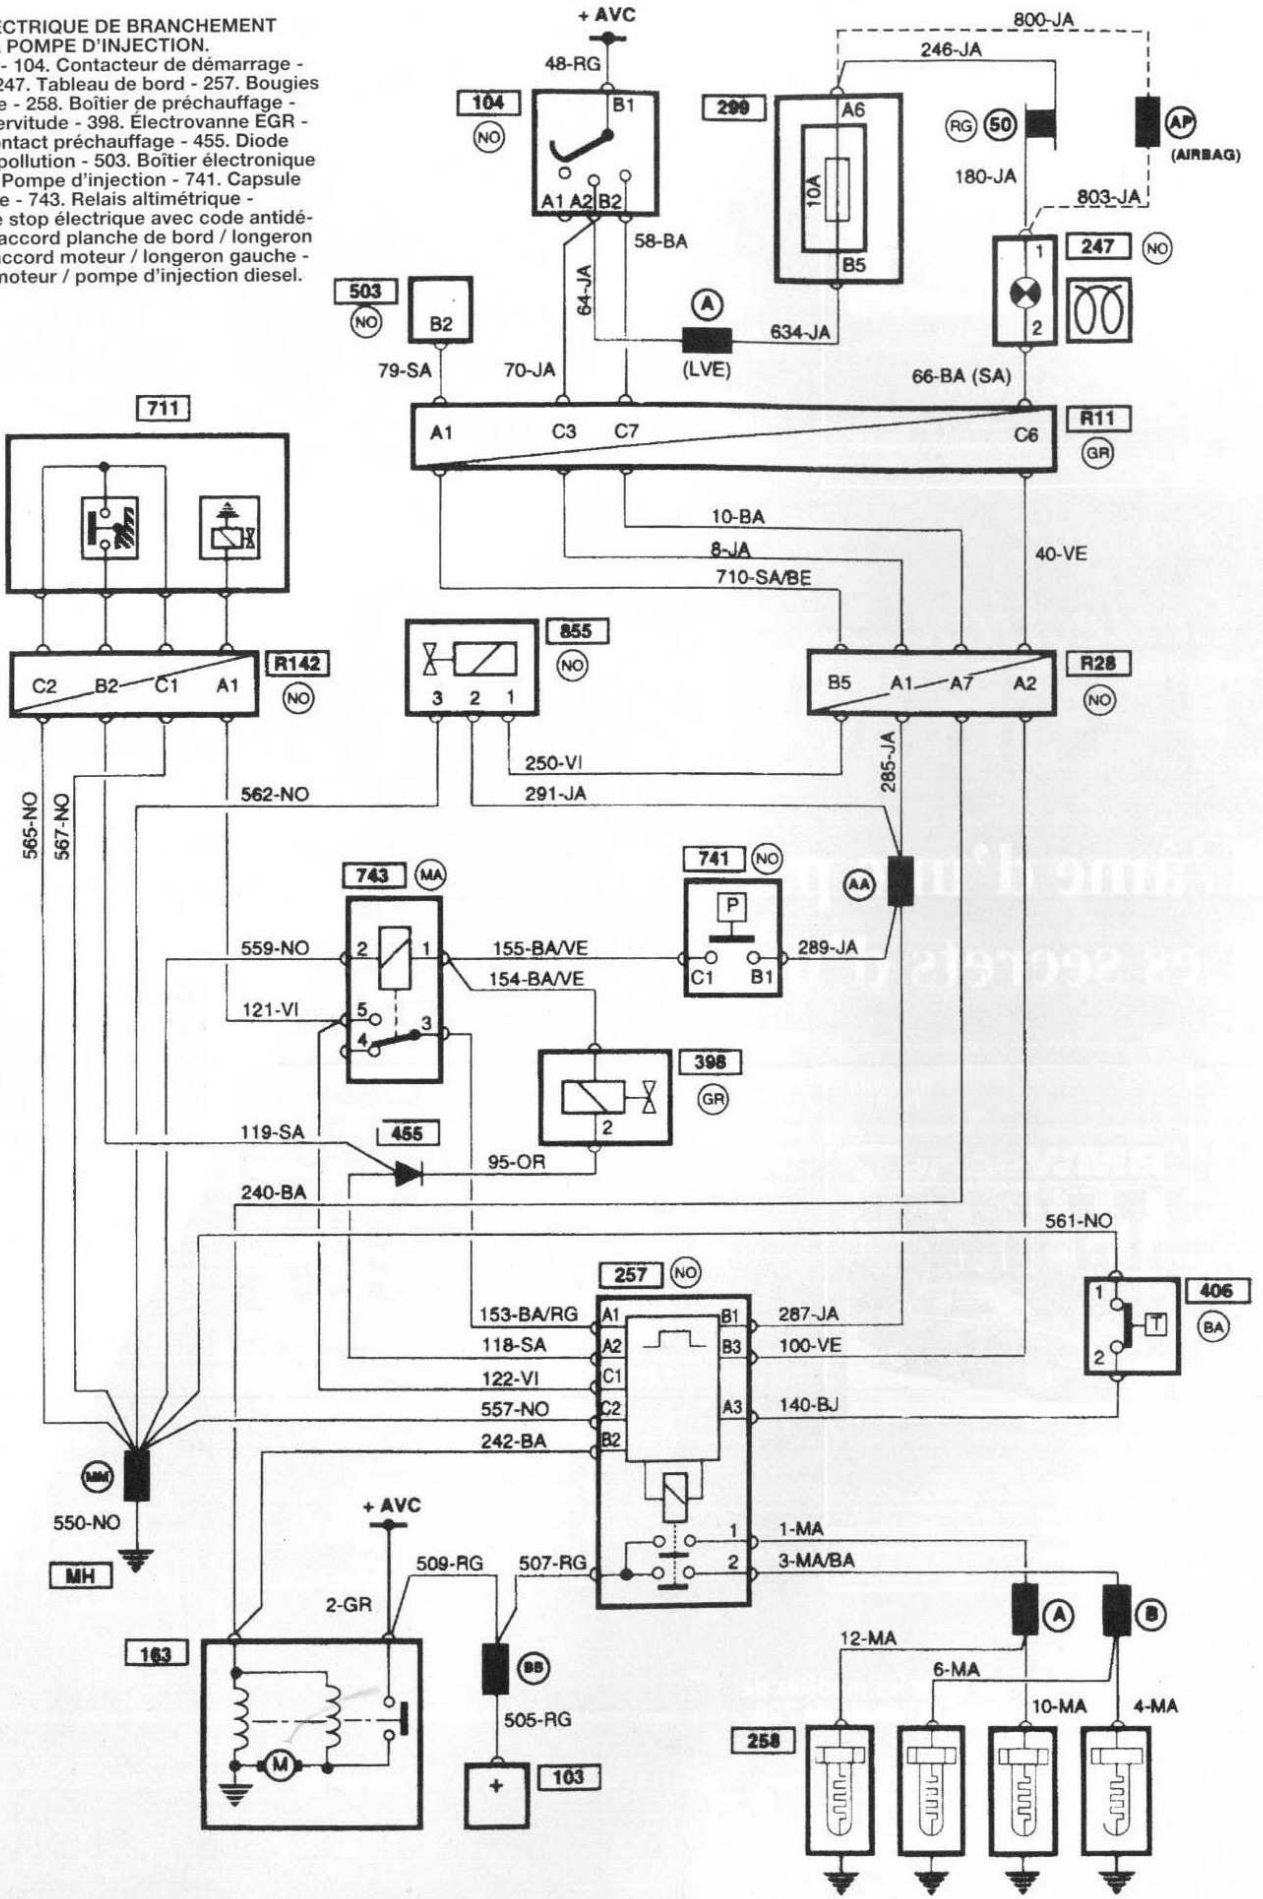 ECTRIQUE DE BRANCHEMENT
POMPE D'INJECTION.
- 104. Contacteur de démarrage -
247. Tableau de bord - 257. Bougies
e - 258. Boîtier de préchauffage -
ervitude - 398. Électrovanne EGR -
ontact préchauffage - 455. Diode
pollution - 503. Boîtier électronique
Pompe d'injection - 741. Capsule
e - 743. Relais altimétrique -
e stop électrique avec code antidé-
accord planche de bord / longeron
accord moteur / longeron gauche -
moteur / pompe d'injection diesel.
+ AVC
800-JA
246-JA
48-RG
104
NO
B1
A1 A2 B2
299
A6
10A
B5
RG
50
AP
(AIRBAG)
180-JA
803-JA
58-BA
64-JA
503
NO
B2
A
(LVE)
634-JA
1
2
247
NO
79-SA
70-JA
66-BA (SA)
711
A1
C3
C7
C6
R11
GR
10-BA
8-JA
710-SA/BE
40-VE
855
NO
3 2 1
R142
NO
C2 B2 C1 A1
R28
NO
B5 A1 A7 A2
250-VI
291-JA
285-JA
562-NO
565-NO
567-NO
743
MA
741
NO
P
C1 B1
AA
559-NO
2
1
155-BA/VE
289-JA
154-BA/VE
121-VI
5
4
3
398
GR
2
119-SA
455
95-OR
240-BA
561-NO
257
NO
406
BA
1
2
T
153-BA/RG
A1
B1
287-JA
118-SA
A2
B3
100-VE
122-VI
C1
557-NO
C2
A3
140-BJ
242-BA
B2
MM
550-NO
MH
+ AVC
1
1-MA
509-RG
507-RG
2
3-MA/BA
2-GR
A
B
163
12-MA
BB
6-MA
505-RG
10-MA
4-MA
258
M
+
103